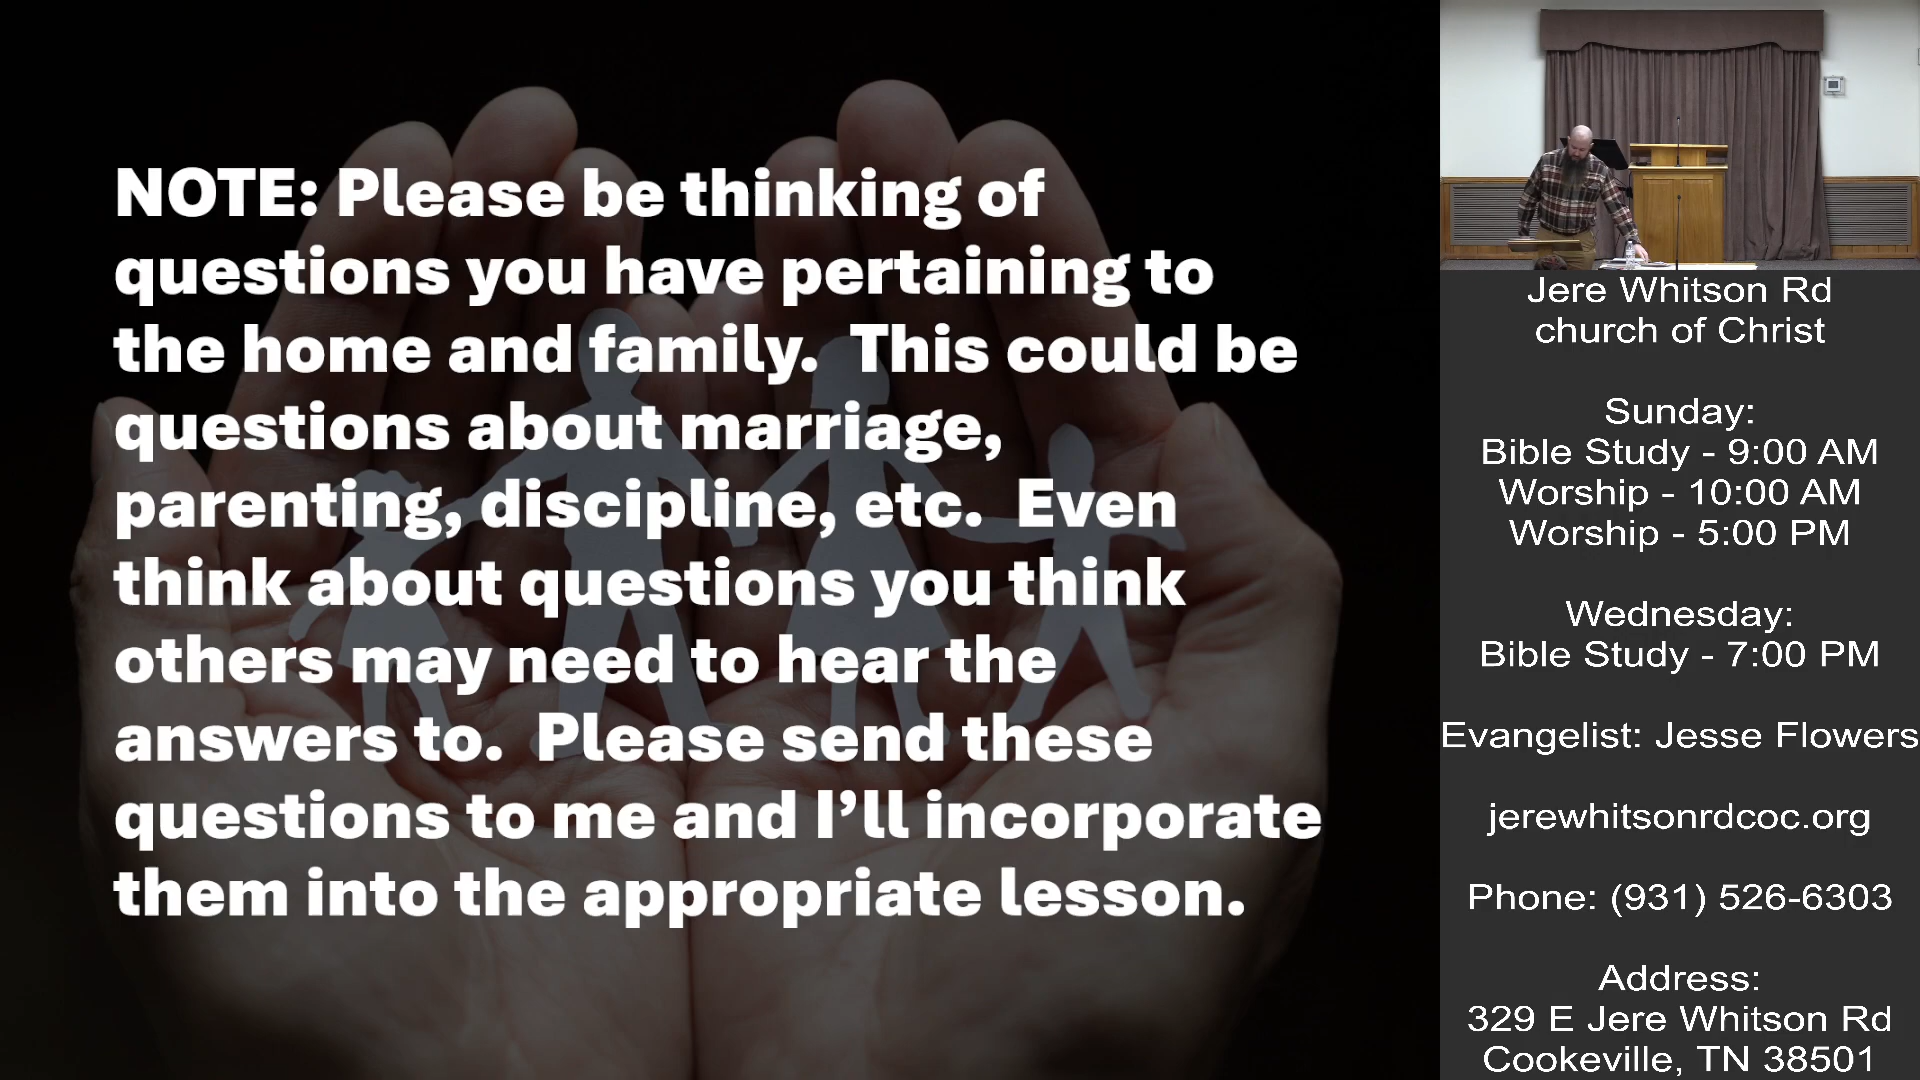 NOTE: Please be thinking of
questions you have pertaining to
the home and family.  This could be
questions about marriage,
parenting, discipline, etc.  Even
think about questions you think
others may need to hear the
answers to.  Please send these
questions to me and I’ll incorporate
them into the appropriate lesson.
Jere Whitson Rd
church of Christ
Sunday:
Bible Study - 9:00 AM
Worship - 10:00 AM
Worship - 5:00 PM
Wednesday:
Bible Study - 7:00 PM
Evangelist: Jesse Flowers
jerewhitsonrdcoc.org
Phone: (931) 526-6303
Address:
329 E Jere Whitson Rd
Cookeville, TN 38501